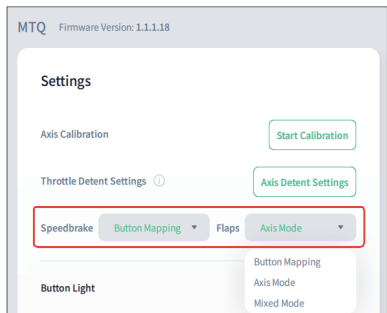 MTQ Firmware Version: 1.1.1.18
Settings
Axis Calibration Start Calibration
Throttle Detent Settings ⓘ Axis Detent Settings
Speedbrake Button Mapping ▼ Flaps Axis Mode ▼
Button Mapping
Axis Mode
Button Light
Mixed Mode